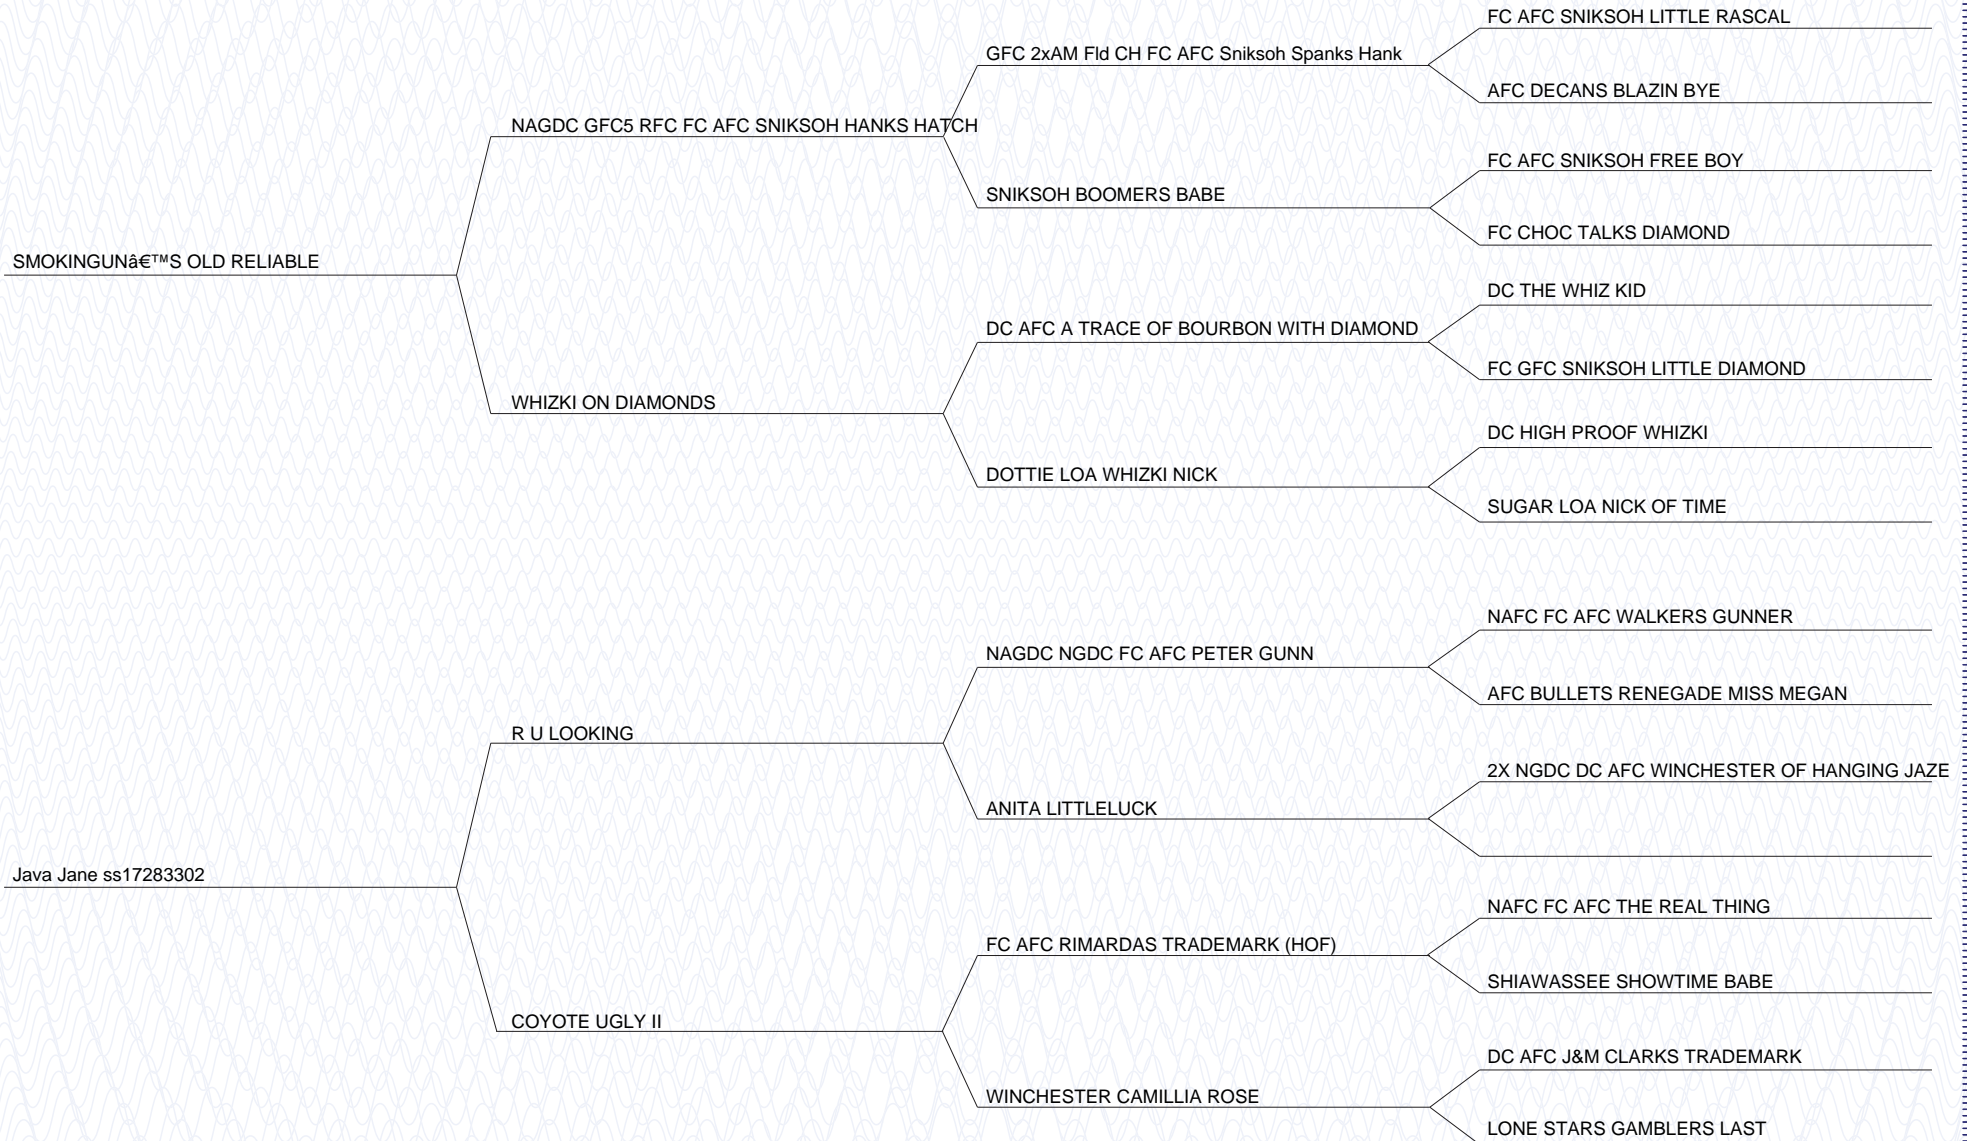 FC AFC SNIKSOH LITTLE RASCAL
GFC 2xAM Fld CH FC AFC Sniksoh Spanks Hank
AFC DECANS BLAZIN BYE
NAGDC GFC5 RFC FC AFC SNIKSOH HANKS HATCH
FC AFC SNIKSOH FREE BOY
SNIKSOH BOOMERS BABE
FC CHOC TALKS DIAMOND
SMOKINGUNâ€™S OLD RELIABLE
DC THE WHIZ KID
DC AFC A TRACE OF BOURBON WITH DIAMOND
FC GFC SNIKSOH LITTLE DIAMOND
WHIZKI ON DIAMONDS
DC HIGH PROOF WHIZKI
DOTTIE LOA WHIZKI NICK
SUGAR LOA NICK OF TIME
NAFC FC AFC WALKERS GUNNER
NAGDC NGDC FC AFC PETER GUNN
AFC BULLETS RENEGADE MISS MEGAN
R U LOOKING
2X NGDC DC AFC WINCHESTER OF HANGING JAZE
ANITA LITTLELUCK
Java Jane ss17283302
NAFC FC AFC THE REAL THING
FC AFC RIMARDAS TRADEMARK (HOF)
SHIAWASSEE SHOWTIME BABE
COYOTE UGLY II
DC AFC J&M CLARKS TRADEMARK
WINCHESTER CAMILLIA ROSE
LONE STARS GAMBLERS LAST